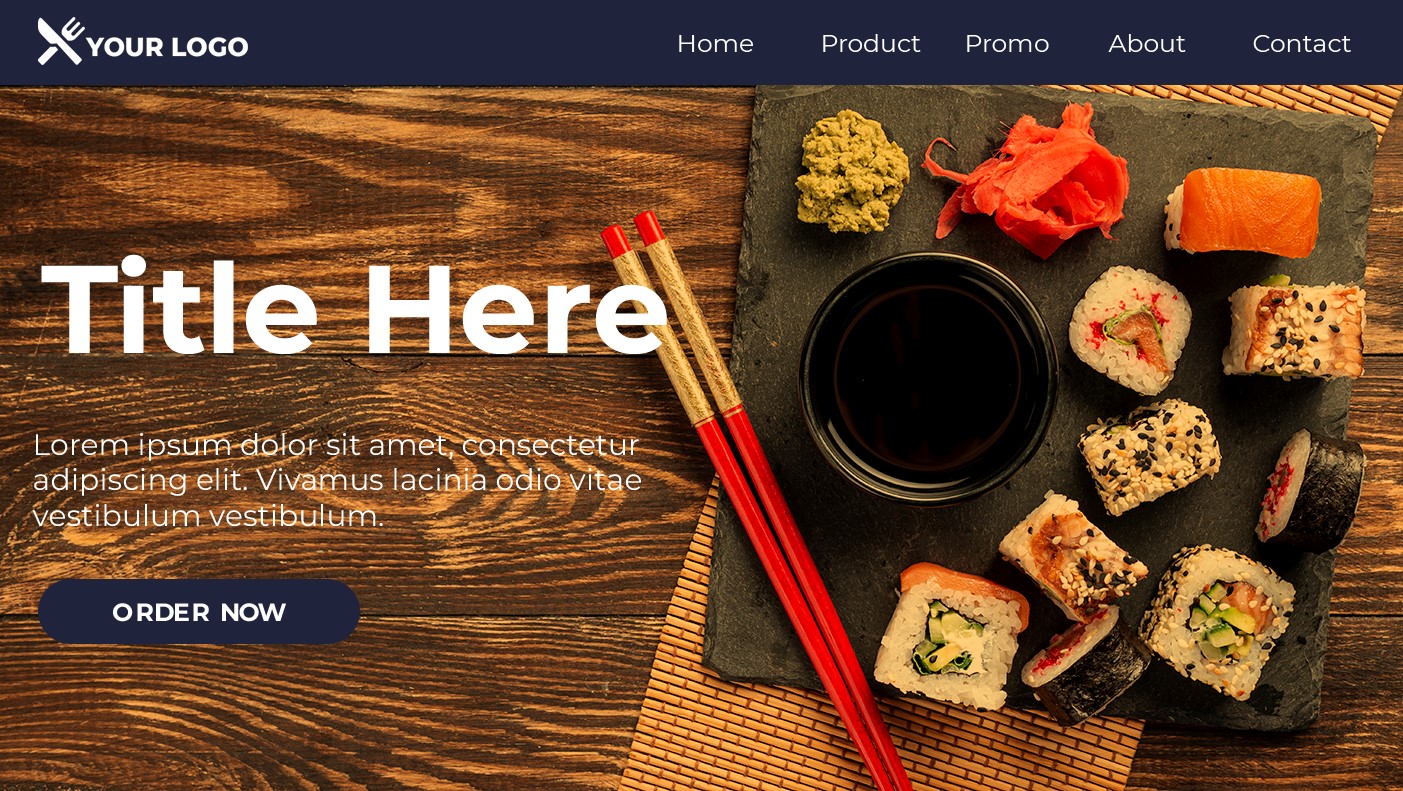 YOUR LOGO
Home Product Promo About Contact
Title Here
Lorem ipsum dolor sit amet, consectetur
adipiscing elit. Vivamus lacinia odio vitae
vestibulum vestibulum.
ORDER NOW